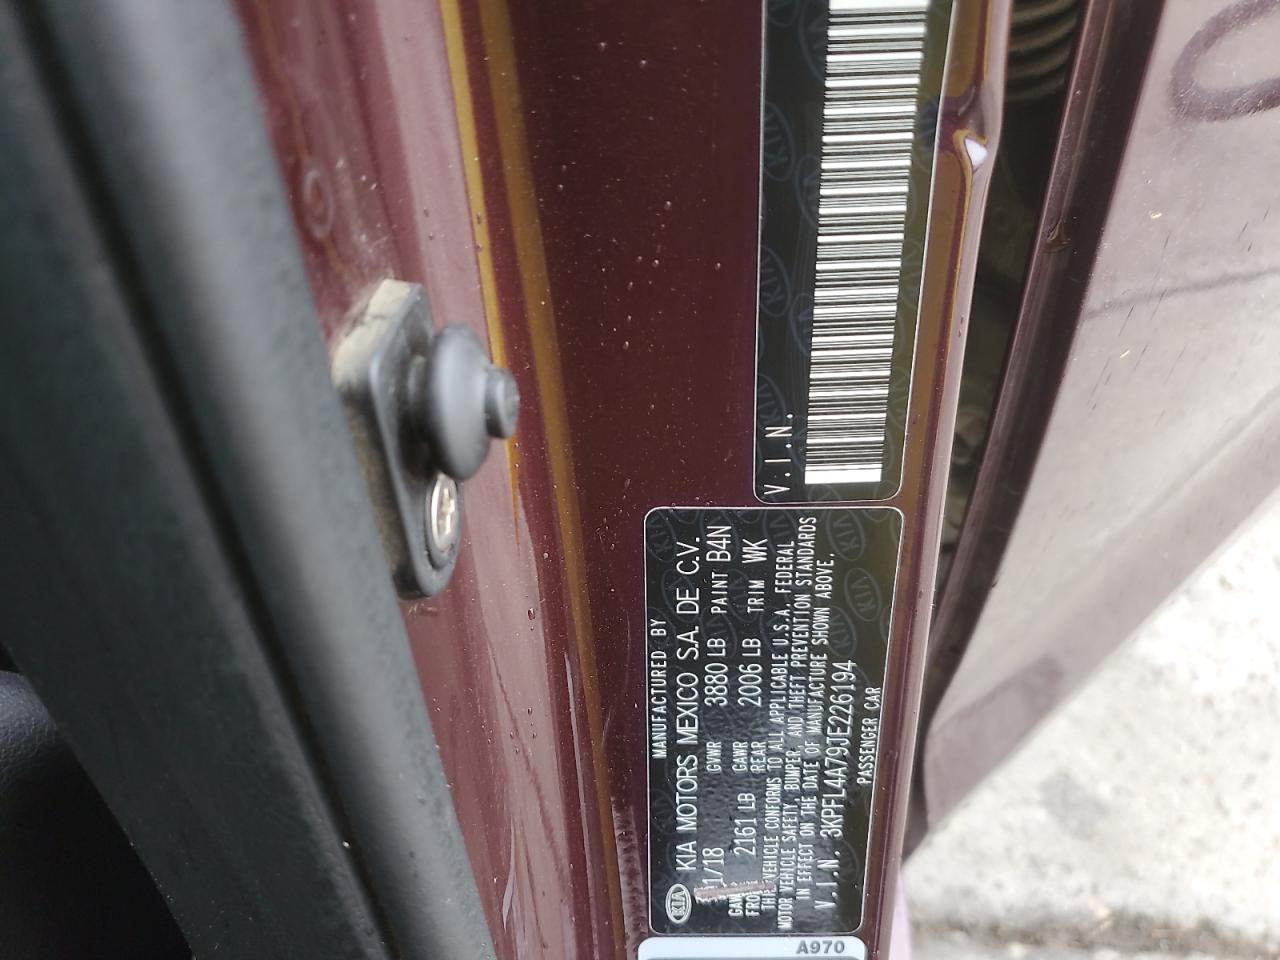 V.I.N.
MANUFACTURED BY
KIA KIA MOTORS MEXICO S.A. DE C.V.
1/18 GVWR 3880 LB PAINT B4N
2161 LB GAWR REAR 2006 LB TRIM WK
VEHICLE CONFORMS TO ALL APPLICABLE U.S.A. FEDERAL
MOTOR VEHICLE SAFETY, BUMPER, AND THEFT PREVENTION STANDARDS
IN EFFECT ON THE DATE OF MANUFACTURE SHOWN ABOVE.
V.I.N. 3KPFL4A79JE226194
PASSENGER CAR
A970